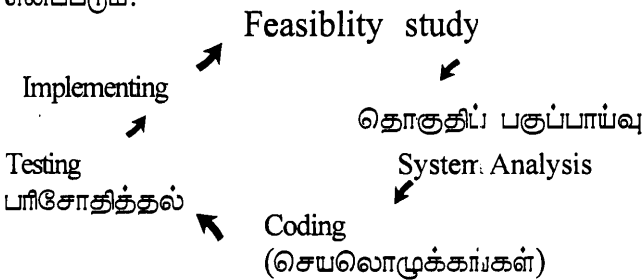 Feasiblity study
Implementing
தொகுதிப் பகுப்பாய்வு
Testing
System Analysis
பரிசோதித்தல்
Coding
(செயலொழுக்கங்கள்)